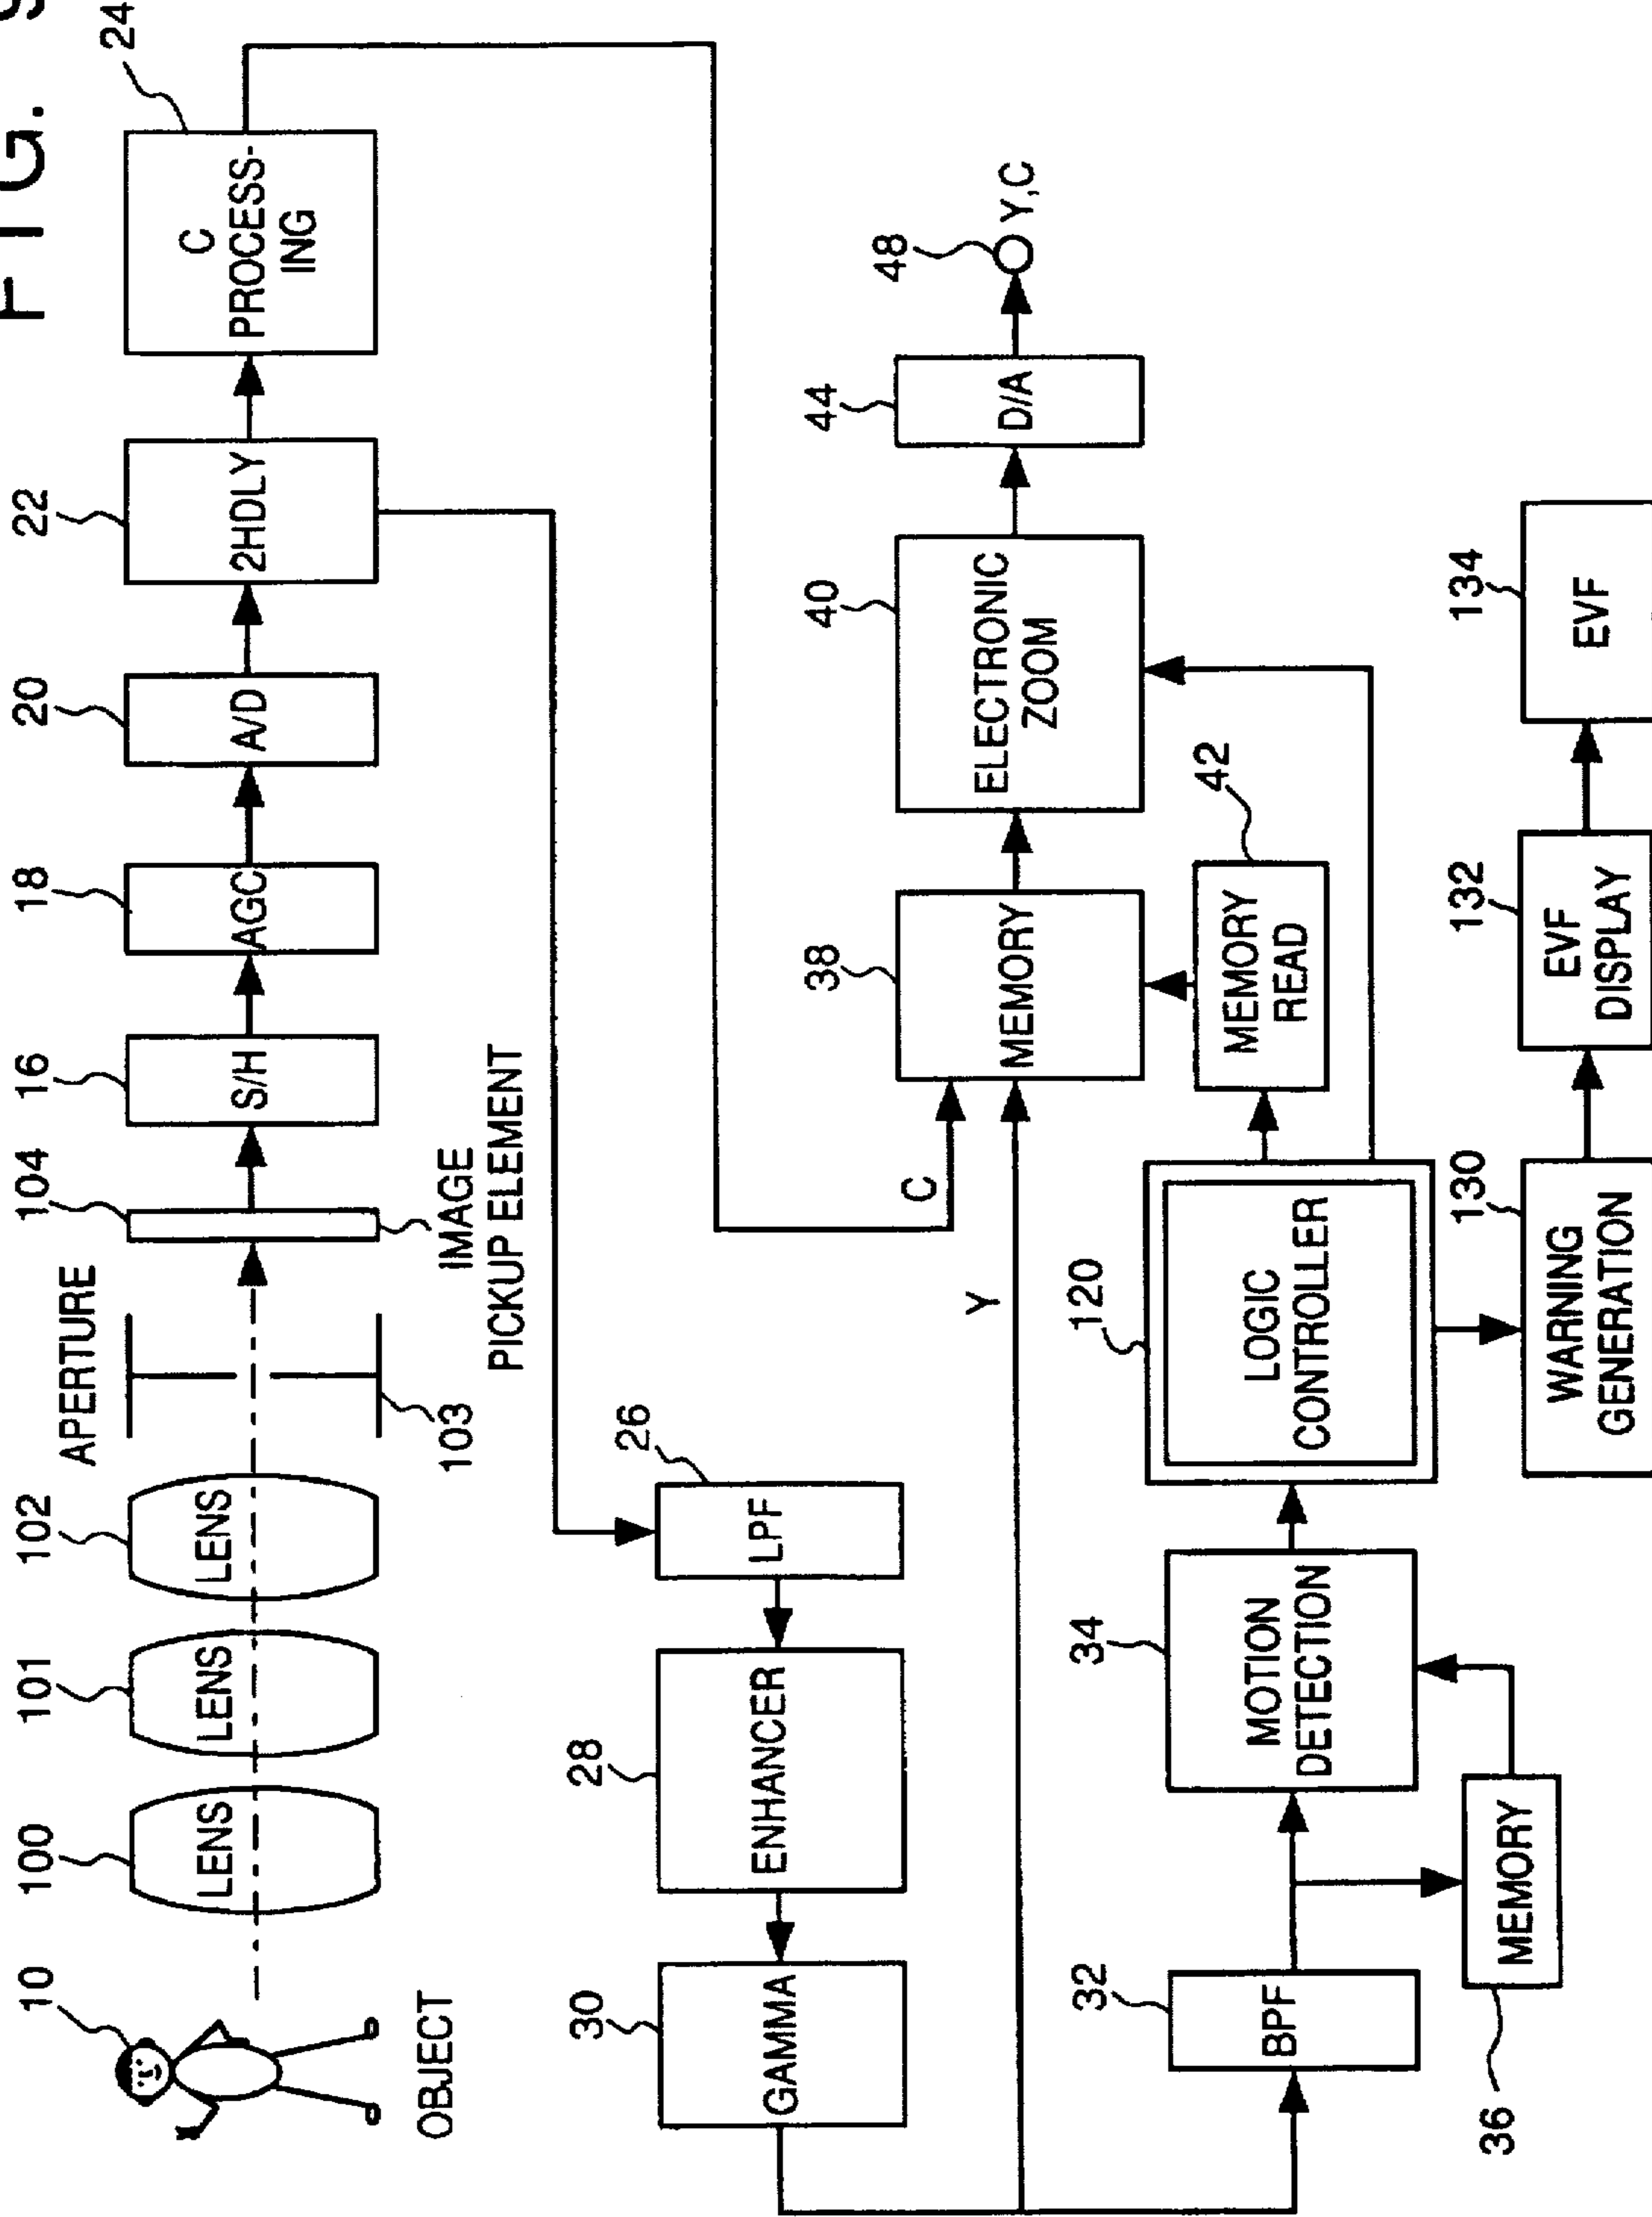 FIG. 9
10
100
101
102
APERTURE
104
16
18
20
22
24
LENS
LENS
LENS
S/H
AGC
A/D
2HDLY
C
PROCESS-
ING
OBJECT
103
IMAGE
PICKUP ELEMENT
30
28
26
GAMMA
ENHANCER
LPF
38
40
44
48
C
Y
MEMORY
ELECTRONIC
ZOOM
D/A
Y,C
32
34
120
42
BPF
MOTION
DETECTION
LOGIC
CONTROLLER
MEMORY
READ
36
MEMORY
130
132
134
WARNING
GENERATION
EVF
DISPLAY
EVF